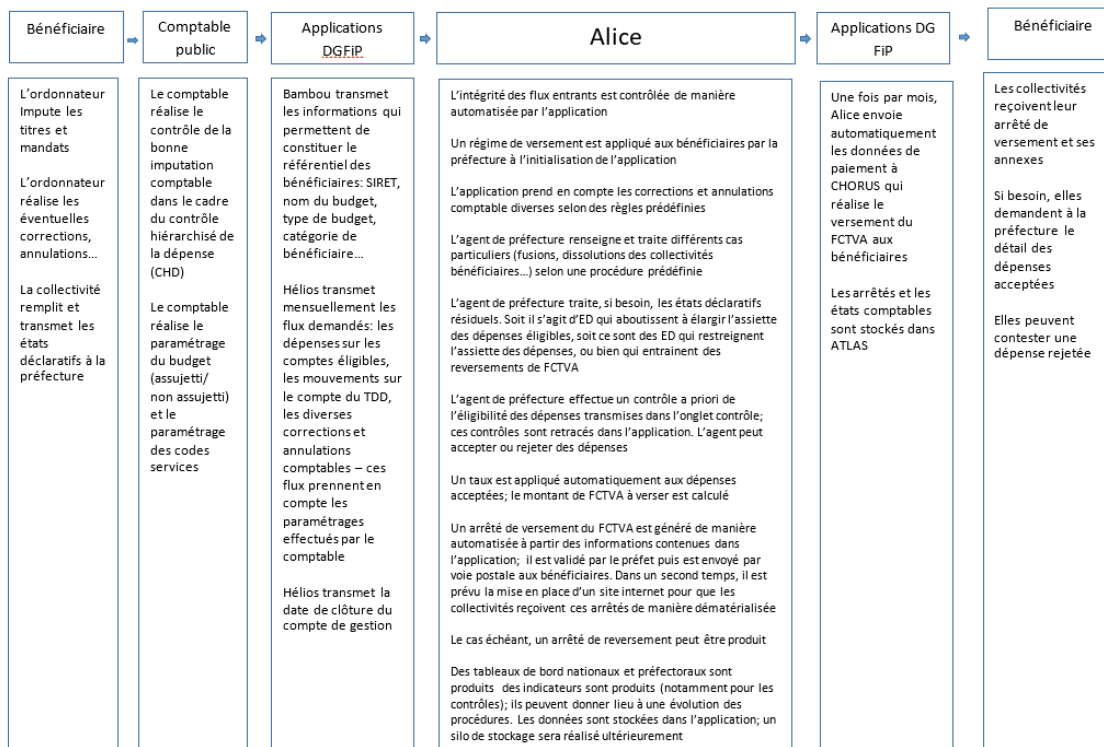 Bénéficiaire
Comptable
public
Applications
DGFiP
Alice
Applications DG
FiP
Bénéficiaire
L’ordonnateur
Impute les
titres et
mandats
L’ordonnateur
réalise les
éventuelles
corrections,
annulations…
La collectivité
remplit et
transmet les
états
déclaratifs à la
préfecture
Le comptable
réalise le
contrôle de la
bonne
imputation
comptable
dans le cadre
du contrôle
hiérarchisé de
la dépense
(CHD)
Le comptable
réalise le
paramétrage
du budget
(assujetti/
non assujetti)
et le
paramétrage
des codes
services
Bambou transmet
les informations qui
permettent de
constituer le
référentiel des
bénéficiaires: SIRET,
nom du budget,
type de budget,
catégorie de
bénéficiaire…
Hélios transmet
mensuellement les
flux demandés: les
dépenses sur les
comptes éligibles,
les mouvements sur
le compte du TDD,
les diverses
corrections et
annulations
comptables – ces
flux prennent en
compte les
paramétrages
effectués par le
comptable
Hélios transmet la
date de clôture du
compte de gestion
L’intégrité des flux entrants est contrôlée de manière
automatisée par l’application
Un régime de versement est appliqué aux bénéficiaires par la
préfecture à l’initialisation de l’application
L’application prend en compte les corrections et annulations
comptable diverses selon des règles prédéfinies
L’agent de préfecture renseigne et traite différents cas
particuliers (fusions, dissolutions des collectivités
bénéficiaires…) selon une procédure prédéfinie
L’agent de préfecture traite, si besoin, les états déclaratifs
résiduels. Soit il s’agit d’ED qui aboutissent à élargir l’assiette
des dépenses éligibles, soit ce sont des ED qui restreignent
l’assiette des dépenses, ou bien qui entrainent des
reversements de FCTVA
L’agent de préfecture effectue un contrôle a priori de
l’éligibilité des dépenses transmises dans l’onglet contrôle;
ces contrôles sont retracés dans l’application. L’agent peut
accepter ou rejeter des dépenses
Un taux est appliqué automatiquement aux dépenses
acceptées; le montant de FCTVA à verser est calculé
Un arrêté de versement du FCTVA est généré de manière
automatisée à partir des informations contenues dans
l’application; il est validé par le préfet puis est envoyé par
voie postale aux bénéficiaires. Dans un second temps, il est
prévu la mise en place d’un site internet pour que les
collectivités reçoivent ces arrêtés de manière dématérialisée
Le cas échéant, un arrêté de reversement peut être produit
Des tableaux de bord nationaux et préfectoraux sont
produits des indicateurs sont produits (notamment pour les
contrôles); ils peuvent donner lieu à une évolution des
procédures. Les données sont stockées dans l’application; un
silo de stockage sera réalisé ultérieurement
Une fois par mois,
Alice envoie
automatiquement
les données de
paiement à
CHORUS qui
réalise le
versement du
FCTVA aux
bénéficiaires
Les arrêtés et les
états comptables
sont stockés dans
ATLAS
Les collectivités
reçoivent leur
arrêté de
versement et ses
annexes
Si besoin, elles
demandent à la
préfecture le
détail des
dépenses
acceptées
Elles peuvent
contester une
dépense rejetée